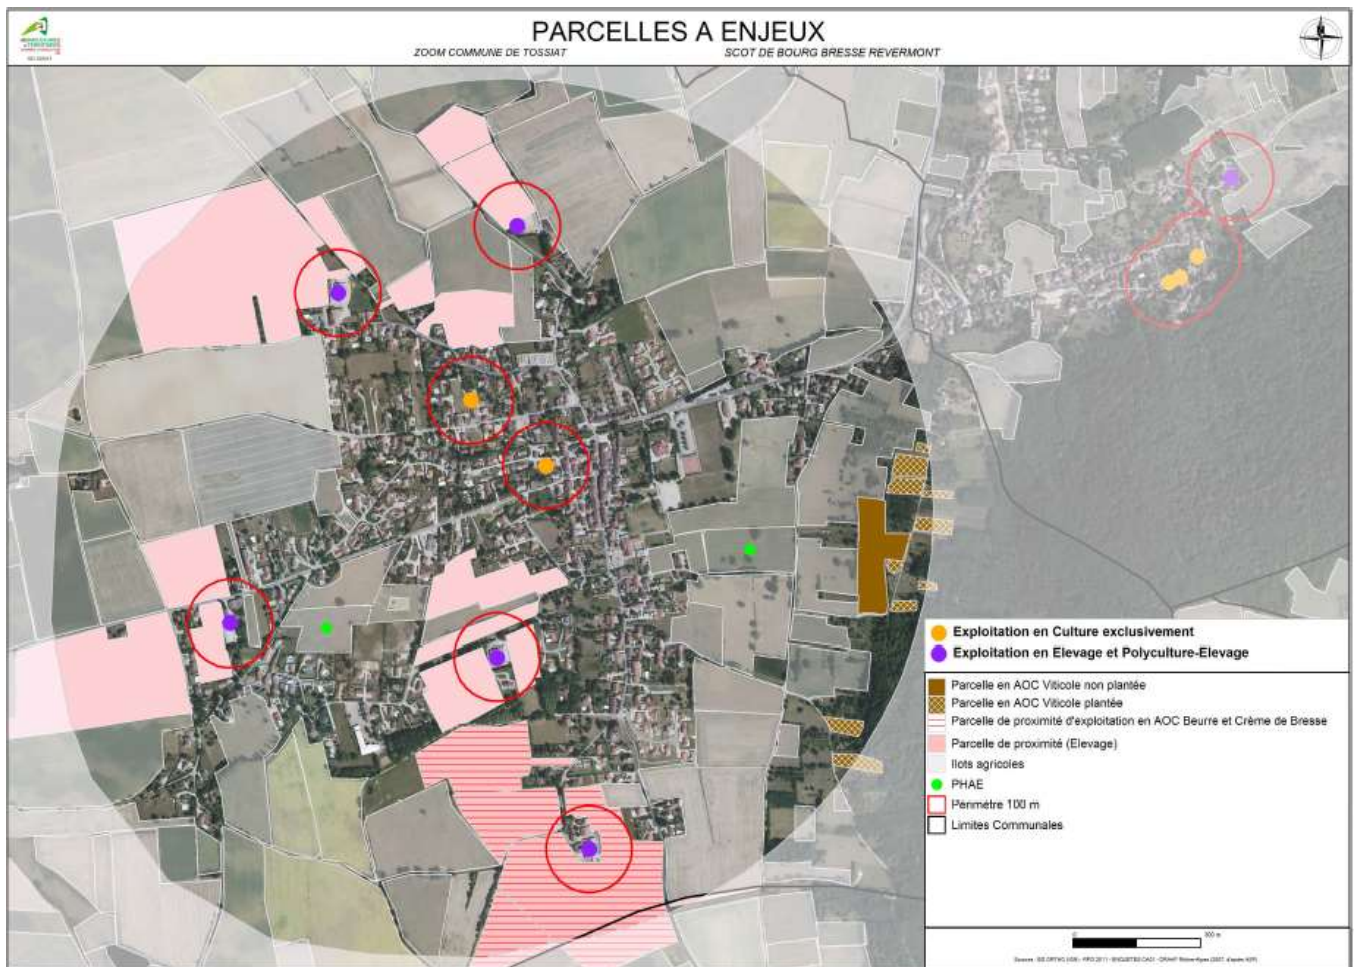 PARCELLES A ENJEUX
ZOOM COMMUNE DE TOSSIAT
SCOT DE BOURG BRESSE REVERMONT
Exploitation en Culture exclusivement
Exploitation en Elevage et Polyculture-Elevage
Parcelle en AOC Viticole non plantée
Parcelle en AOC Viticole plantée
Parcelle de proximité d'exploitation en AOC Beurre et Crème de Bresse
Parcelle de proximité (Elevage)
Ilots agricoles
PHAE
Périmètre 100 m
Limites Communales
0
300 m